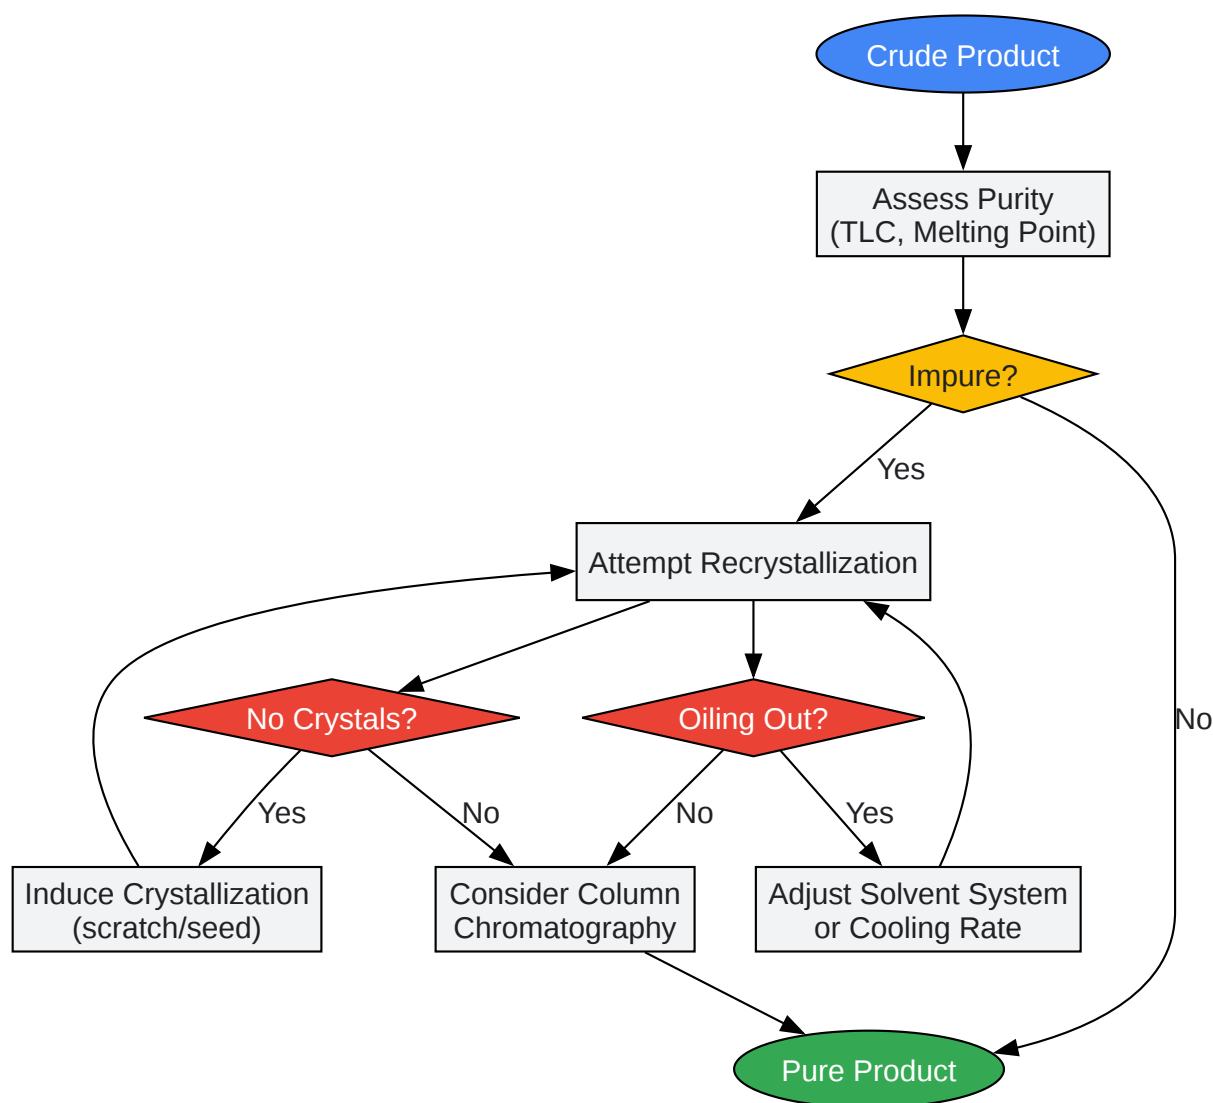 Crude Product
Assess Purity
(TLC, Melting Point)
Impure?
Yes
Attempt Recrystallization
No Crystals?
Oiling Out?
No
Yes
No
No
Yes
Induce Crystallization
(scratch/seed)
Consider Column
Chromatography
Adjust Solvent System
or Cooling Rate
Pure Product